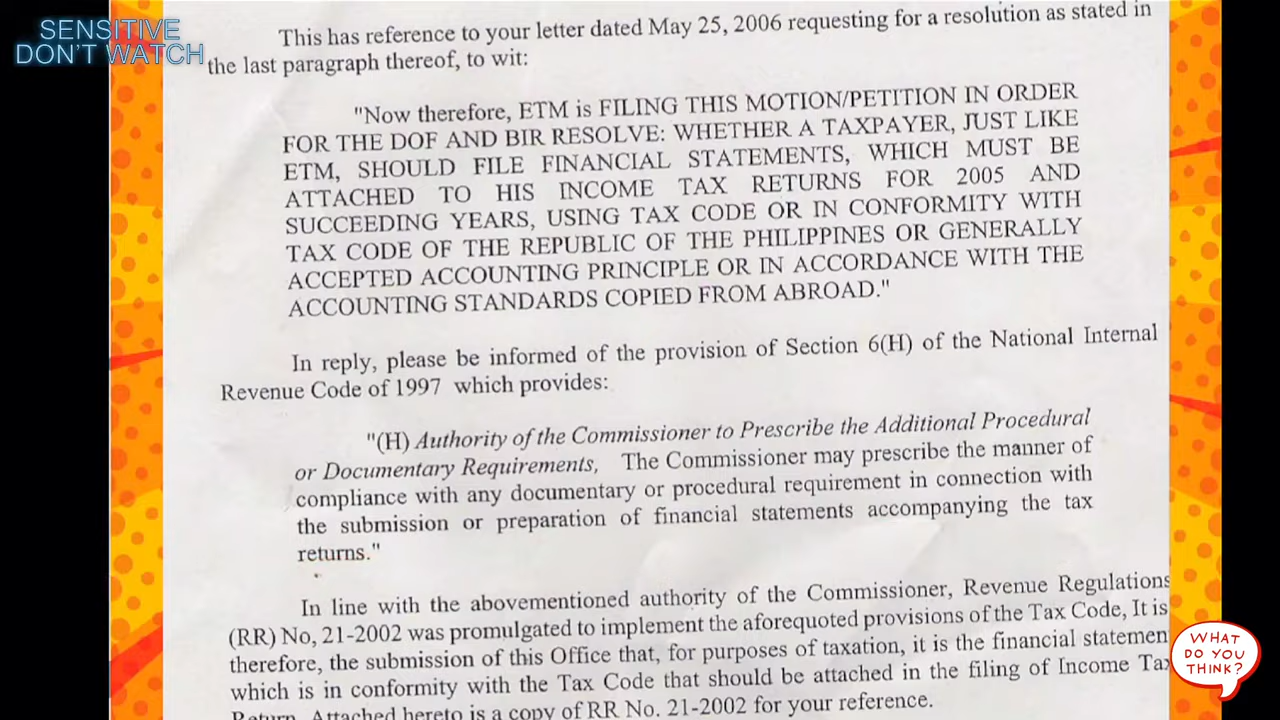 SENSITIVE
DON'T WATCH
This has reference to your letter dated May 25, 2006 requesting for a resolution as stated in
the last paragraph thereof, to wit:
"Now therefore, ETM is FILING THIS MOTION/PETITION IN ORDER
FOR THE DOF AND BIR RESOLVE: WHETHER A TAXPAYER, JUST LIKE
ETM, SHOULD FILE FINANCIAL STATEMENTS, WHICH MUST BE
ATTACHED TO HIS INCOME TAX RETURNS FOR 2005 AND
SUCCEEDING YEARS, USING TAX CODE OR IN CONFORMITY WITH
TAX CODE OF THE REPUBLIC OF THE PHILIPPINES OR GENERALLY
ACCEPTED ACCOUNTING PRINCIPLE OR IN ACCORDANCE WITH THE
ACCOUNTING STANDARDS COPIED FROM ABROAD."
In reply, please be informed of the provision of Section 6(H) of the National Internal
Revenue Code of 1997 which provides:
"(H) Authority of the Commissioner to Prescribe the Additional Procedural
or Documentary Requirements, The Commissioner may prescribe the manner of
compliance with any documentary or procedural requirement in connection with
the submission or preparation of financial statements accompanying the tax
returns."
In line with the abovementioned authority of the Commissioner, Revenue Regulations
(RR) No, 21-2002 was promulgated to implement the aforequoted provisions of the Tax Code, It is
therefore, the submission of this Office that, for purposes of taxation, it is the financial statemen
which is in conformity with the Tax Code that should be attached in the filing of Income Tax
Return. Attached hereto is a copy of RR No. 21-2002 for your reference.
WHAT
DO YOU
THINK?